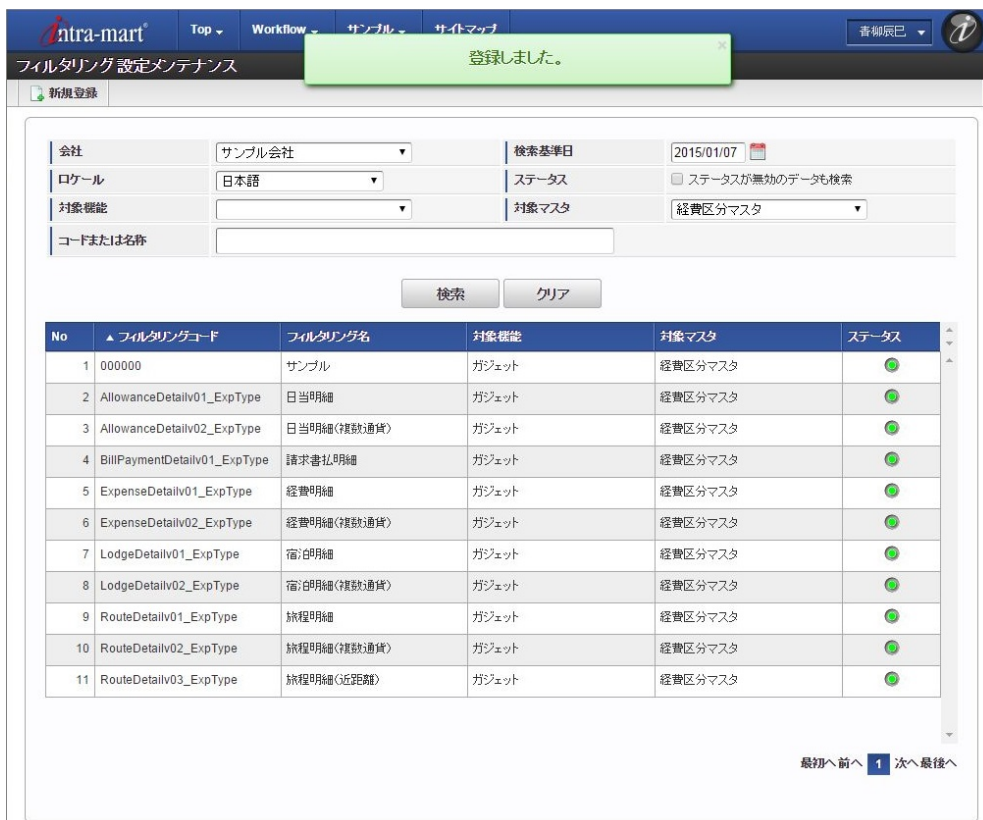 intra-mart® Top Workflow サンプル サイトマップ 青柳辰巳
登録しました。 ×
フィルタリング設定メンテナンス
新規登録
会社 サンプル会社 検索基準日 2015/01/07
ロケール 日本語 ステータス ステータスが無効のデータも検索
対象機能 対象マスタ 経費区分マスタ
コードまたは名称
検索 クリア
No ▲ フィルタリングコード フィルタリング名 対象機能 対象マスタ ステータス
1 000000 サンプル ガジェット 経費区分マスタ
2 AllowanceDetailv01_ExpType 日当明細 ガジェット 経費区分マスタ
3 AllowanceDetailv02_ExpType 日当明細(複数通貨) ガジェット 経費区分マスタ
4 BillPaymentDetailv01_ExpType 請求書払明細 ガジェット 経費区分マスタ
5 ExpenseDetailv01_ExpType 経費明細 ガジェット 経費区分マスタ
6 ExpenseDetailv02_ExpType 経費明細(複数通貨) ガジェット 経費区分マスタ
7 LodgeDetailv01_ExpType 宿泊明細 ガジェット 経費区分マスタ
8 LodgeDetailv02_ExpType 宿泊明細(複数通貨) ガジェット 経費区分マスタ
9 RouteDetailv01_ExpType 旅程明細 ガジェット 経費区分マスタ
10 RouteDetailv02_ExpType 旅程明細(複数通貨) ガジェット 経費区分マスタ
11 RouteDetailv03_ExpType 旅程明細(近距離) ガジェット 経費区分マスタ
最初へ 前へ 1 次へ 最後へ